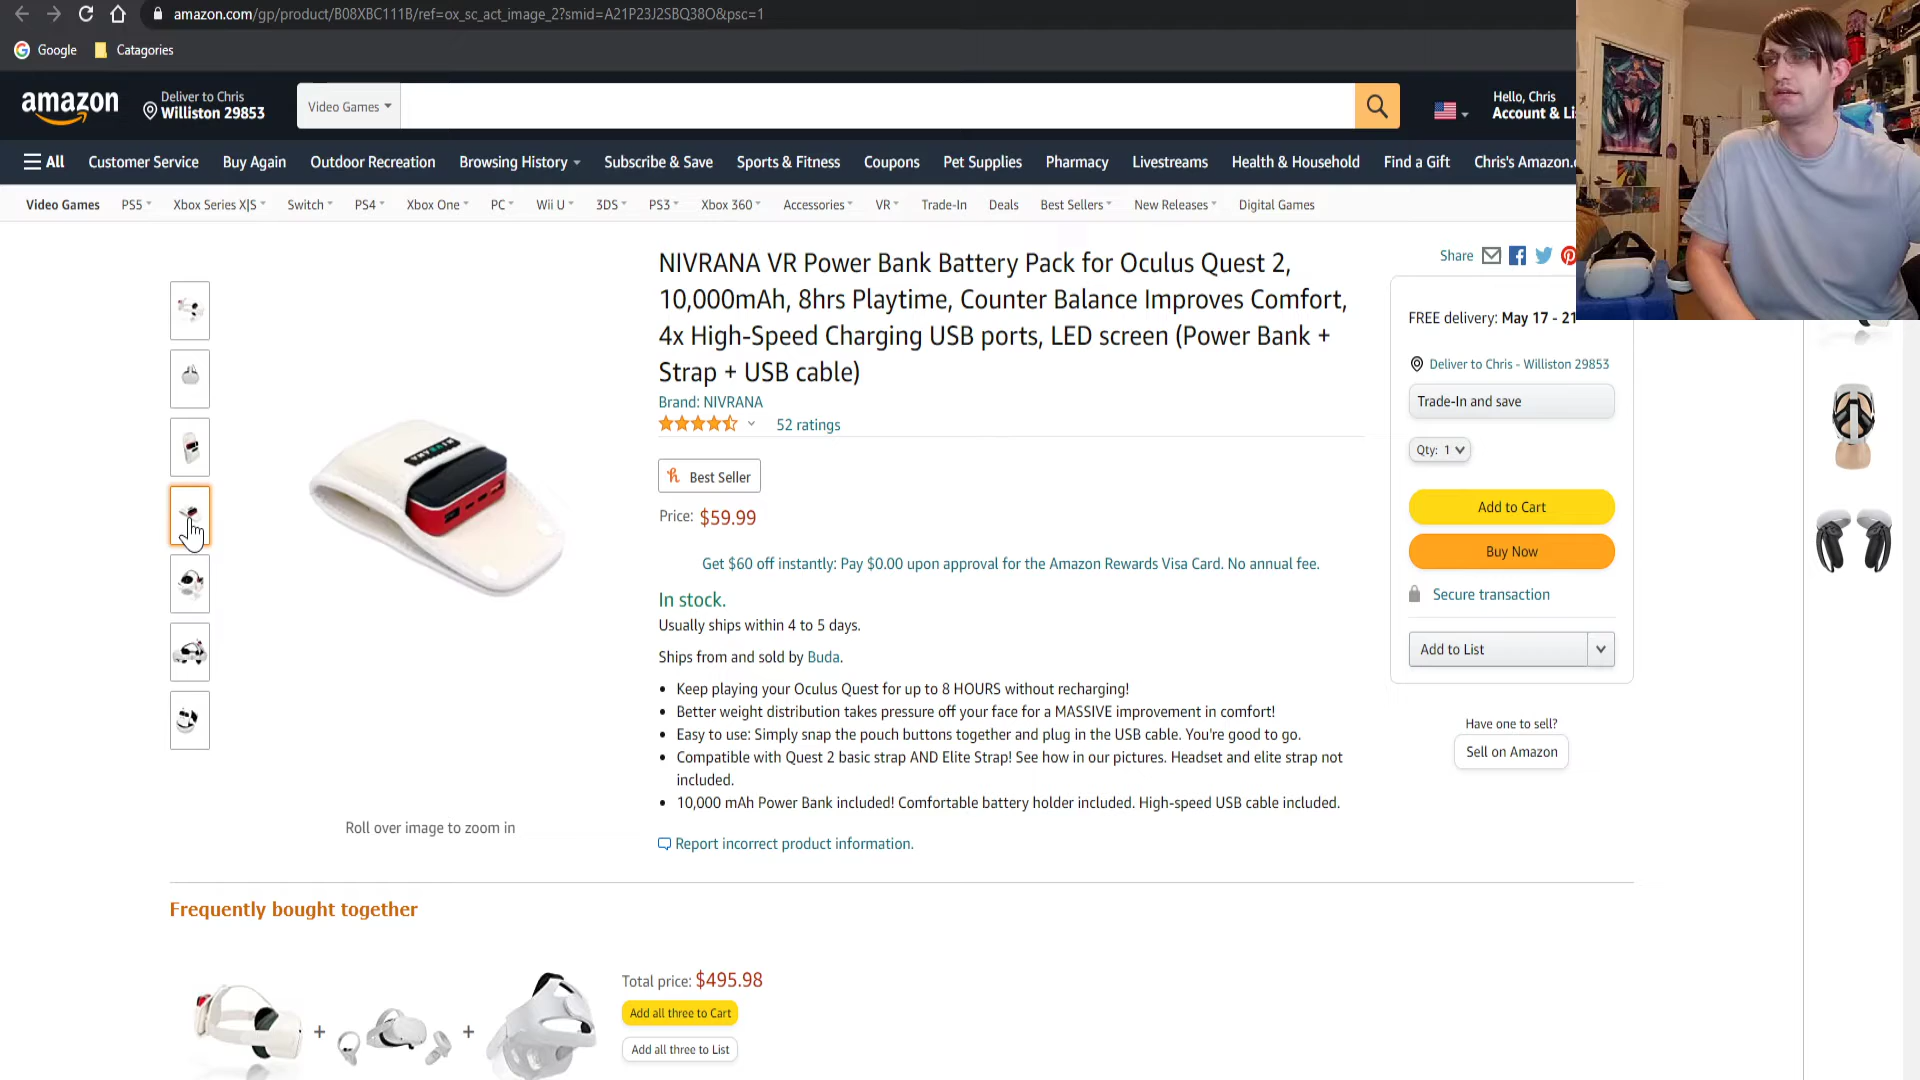 amazon.com/gp/product/B08XBC111B/ref=ox_sc_act_image_2?smid=A21P23J2SBQ38O&psc=1
Google Catagories
amazon
Deliver to Chris
Williston 29853
Video Games
Hello, Chris
Account & Li
All Customer Service Buy Again Outdoor Recreation Browsing History Subscribe & Save Sports & Fitness Coupons Pet Supplies Pharmacy Livestreams Health & Household Find a Gift Chris's Amazon.c
Video Games PS5 Xbox Series X|S Switch PS4 Xbox One PC Wii U 3DS PS3 Xbox 360 Accessories VR Trade-In Deals Best Sellers New Releases Digital Games
NIVRANA VR Power Bank Battery Pack for Oculus Quest 2,
10,000mAh, 8hrs Playtime, Counter Balance Improves Comfort,
4x High-Speed Charging USB ports, LED screen (Power Bank +
Strap + USB cable)
Brand: NIVRANA
52 ratings
Best Seller
Price: $59.99
Get $60 off instantly: Pay $0.00 upon approval for the Amazon Rewards Visa Card. No annual fee.
In stock.
Usually ships within 4 to 5 days.
Ships from and sold by Buda.
• Keep playing your Oculus Quest for up to 8 HOURS without recharging!
• Better weight distribution takes pressure off your face for a MASSIVE improvement in comfort!
• Easy to use: Simply snap the pouch buttons together and plug in the USB cable. You're good to go.
• Compatible with Quest 2 basic strap AND Elite Strap! See how in our pictures. Headset and elite strap not
included.
• 10,000 mAh Power Bank included! Comfortable battery holder included. High-speed USB cable included.
Report incorrect product information.
NIVRANA
Roll over image to zoom in
Share
FREE delivery: May 17 - 21
Deliver to Chris - Williston 29853
Trade-In and save
Qty: 1
Add to Cart
Buy Now
Secure transaction
Add to List
Have one to sell?
Sell on Amazon
Frequently bought together
Total price: $495.98
Add all three to Cart
Add all three to List